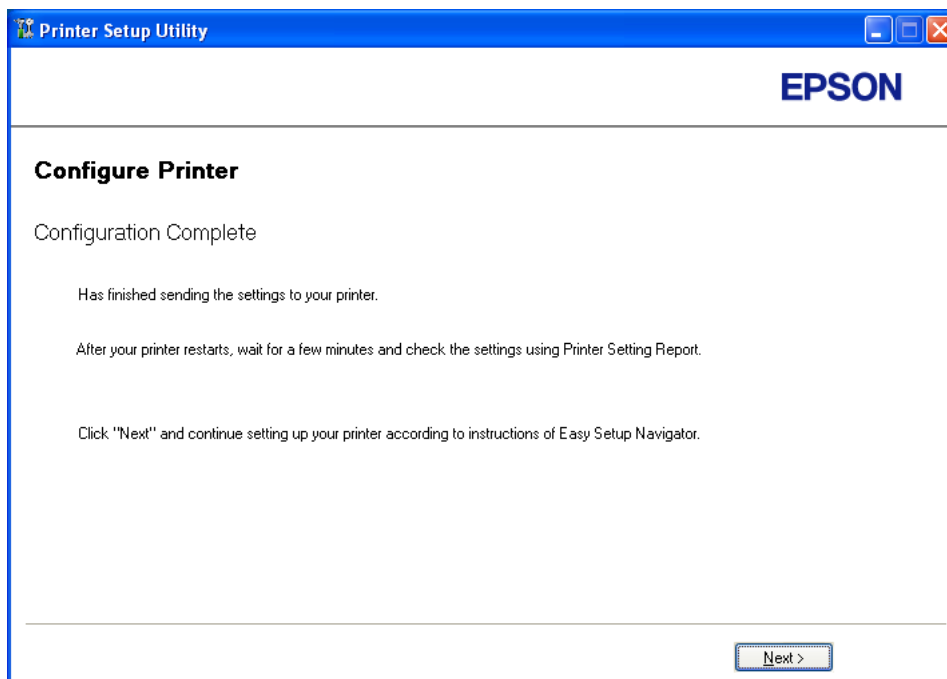 Printer Setup Utility
EPSON
Configure Printer
Configuration Complete
Has finished sending the settings to your printer.
After your printer restarts, wait for a few minutes and check the settings using Printer Setting Report.
Click "Next" and continue setting up your printer according to instructions of Easy Setup Navigator.
Next >